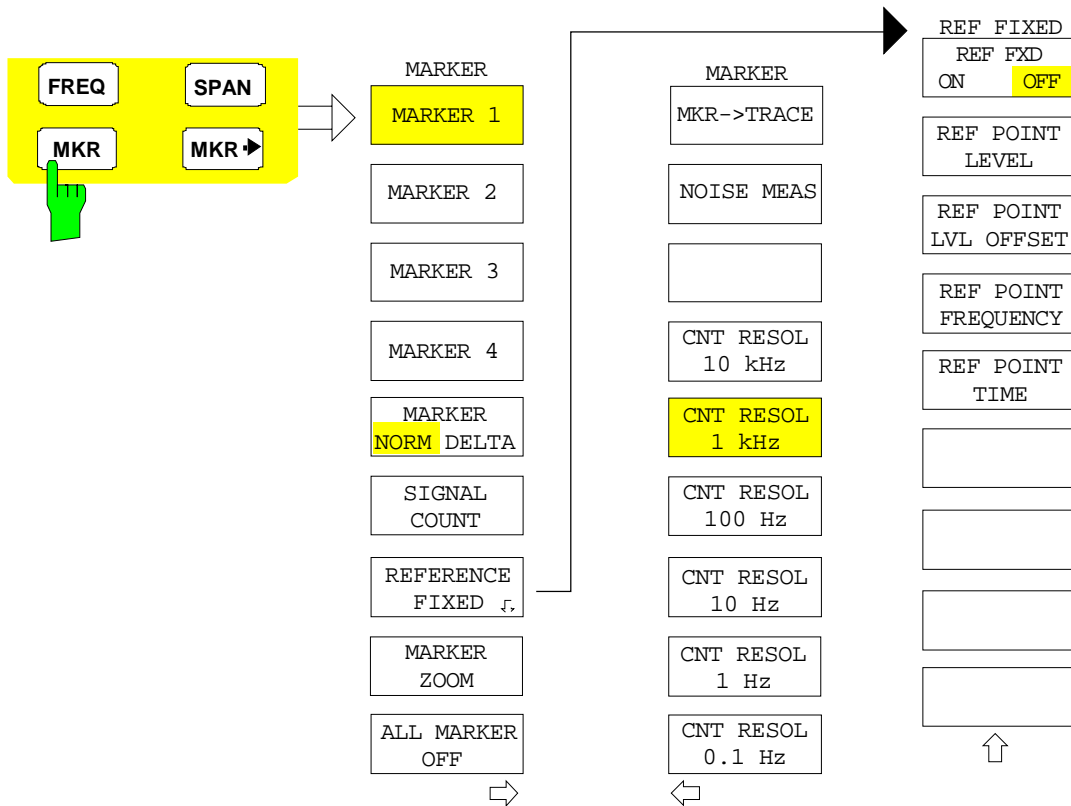 FREQ
SPAN
MKR
MKR
MARKER
MARKER 1
MARKER 2
MARKER 3
MARKER 4
MARKER
NORM DELTA
SIGNAL
COUNT
REFERENCE
FIXED
MARKER
ZOOM
ALL MARKER
OFF
MARKER
MKR->TRACE
NOISE MEAS
CNT RESOL
10 kHz
CNT RESOL
1 kHz
CNT RESOL
100 Hz
CNT RESOL
10 Hz
CNT RESOL
1 Hz
CNT RESOL
0.1 Hz
REF FIXED
REF FXD
ON OFF
REF POINT
LEVEL
REF POINT
LVL OFFSET
REF POINT
FREQUENCY
REF POINT
TIME